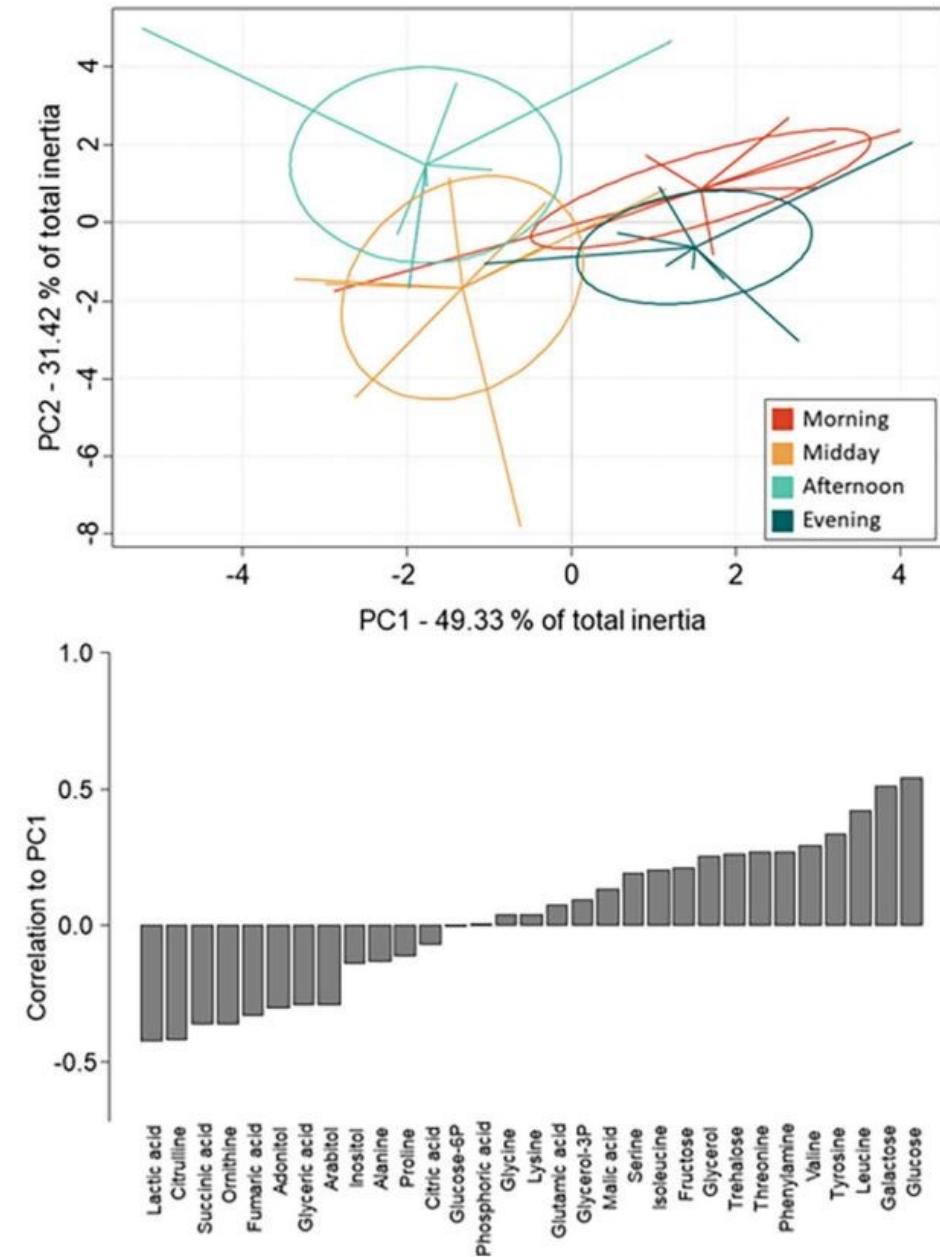 4
2
0
-2
-4
-6
-8
PC2 - 31.42 % of total inertia
Morning
Midday
Afternoon
Evening
-4 -2 0 2 4
PC1 - 49.33 % of total inertia
1.0
0.5
0.0
-0.5
Correlation to PC1
Lactic acid
Citrulline
Succinic acid
Ornithine
Fumaric acid
Adonitol
Glyceric acid
Arabitol
Inositol
Alanine
Proline
Citric acid
Glucose-6P
Phosphoric acid
Glycine
Lysine
Glutamic acid
Glycerol-3P
Malic acid
Serine
Isoleucine
Fructose
Glycerol
Trehalose
Threonine
Phenylamine
Valine
Tyrosine
Leucine
Galactose
Glucose